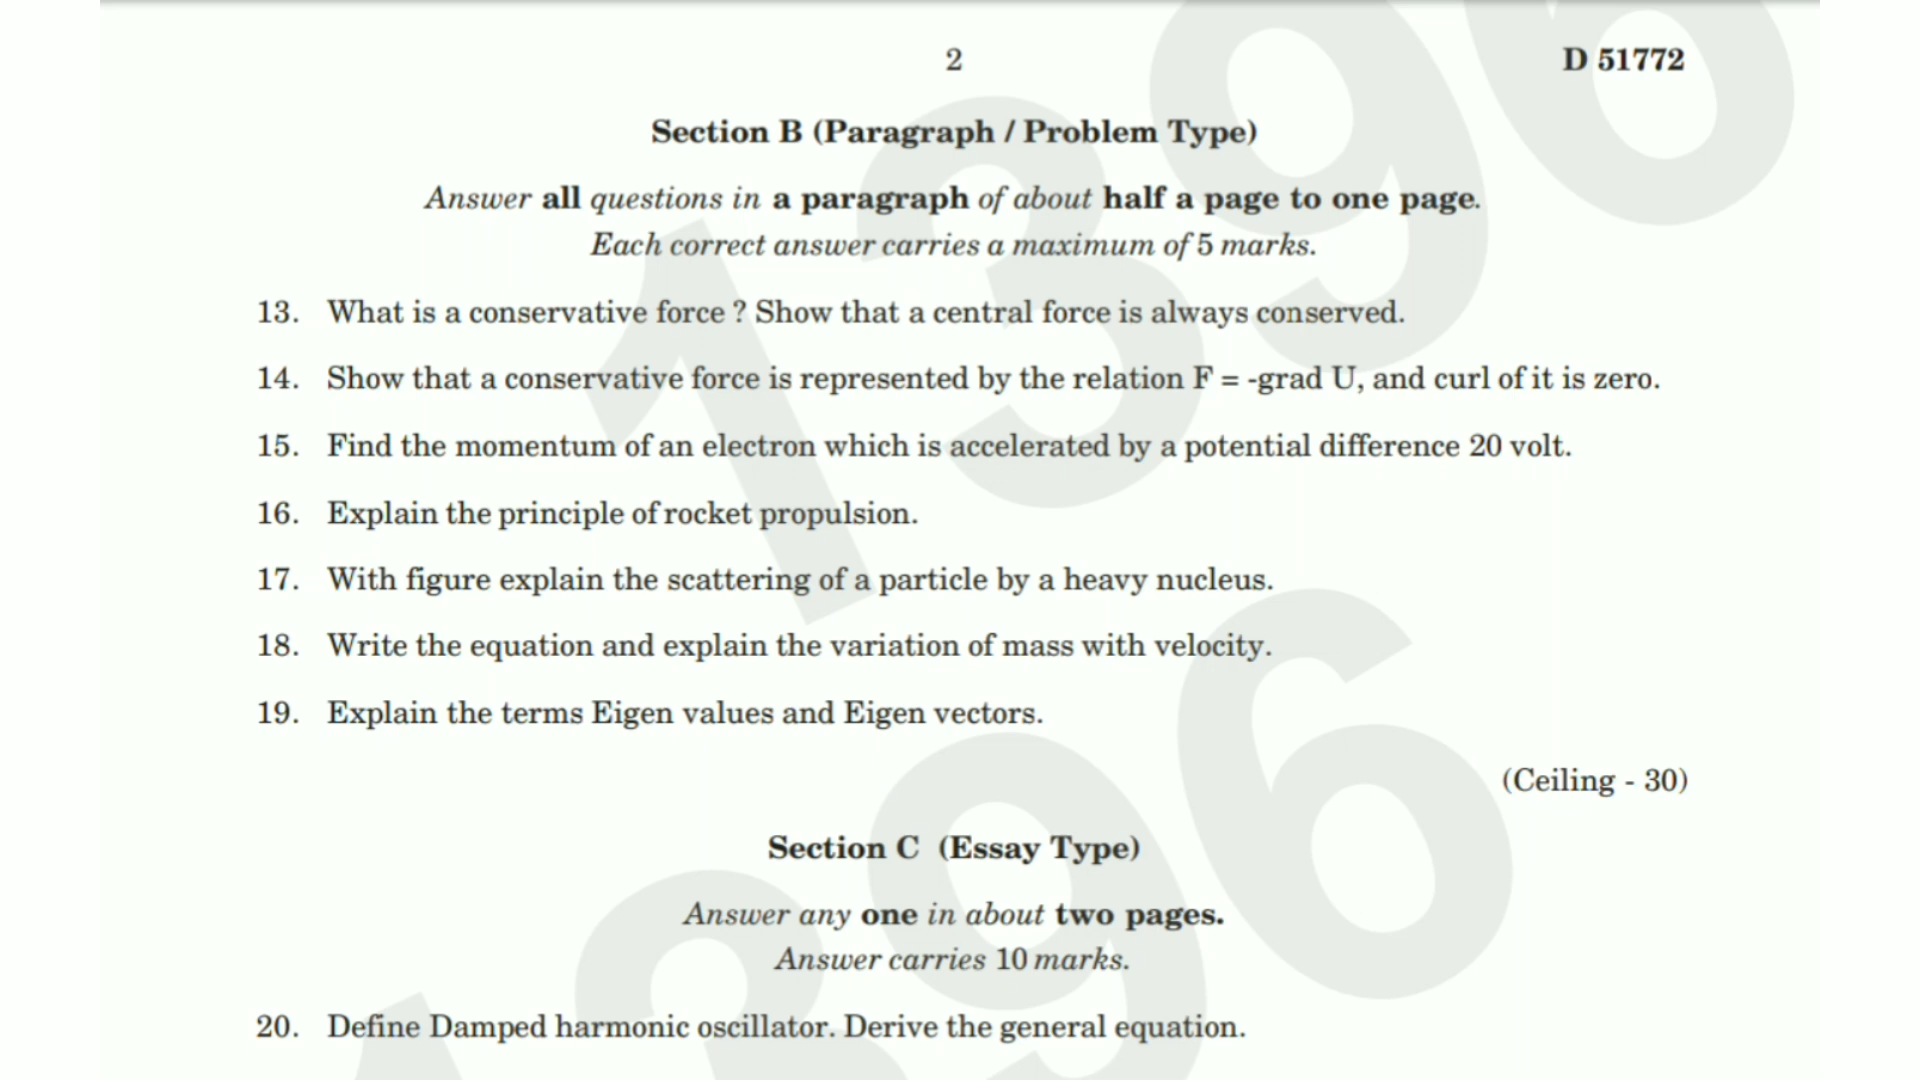 2
D 51772
Section B (Paragraph / Problem Type)
Answer all questions in a paragraph of about half a page to one page.
Each correct answer carries a maximum of 5 marks.
13. What is a conservative force ? Show that a central force is always conserved.
14. Show that a conservative force is represented by the relation F = -grad U, and curl of it is zero.
15. Find the momentum of an electron which is accelerated by a potential difference 20 volt.
16. Explain the principle of rocket propulsion.
17. With figure explain the scattering of a particle by a heavy nucleus.
18. Write the equation and explain the variation of mass with velocity.
19. Explain the terms Eigen values and Eigen vectors.
(Ceiling - 30)
Section C (Essay Type)
Answer any one in about two pages.
Answer carries 10 marks.
20. Define Damped harmonic oscillator. Derive the general equation.